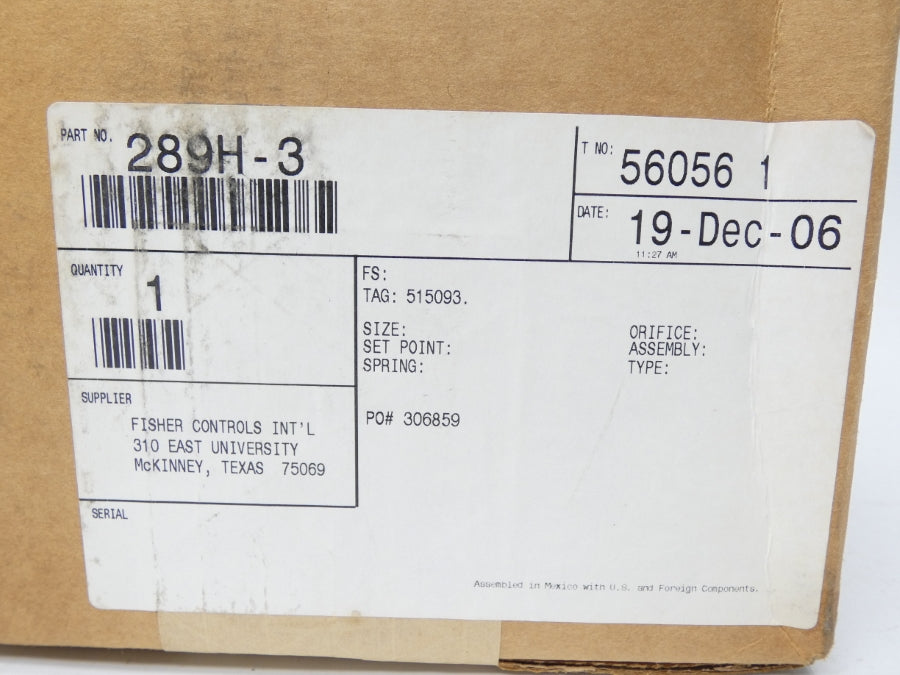 PART NO. 289H-3
T NO: 56056 1
DATE: 19-Dec-06
11:27 AM
QUANTITY
1
FS:
TAG: 515093.
SIZE:
SET POINT:
SPRING:
ORIFICE:
ASSEMBLY:
TYPE:
PO# 306859
SUPPLIER
FISHER CONTROLS INT'L
310 EAST UNIVERSITY
McKINNEY, TEXAS 75069
SERIAL
Assembled in Mexico with U.S. and Foreign Components.